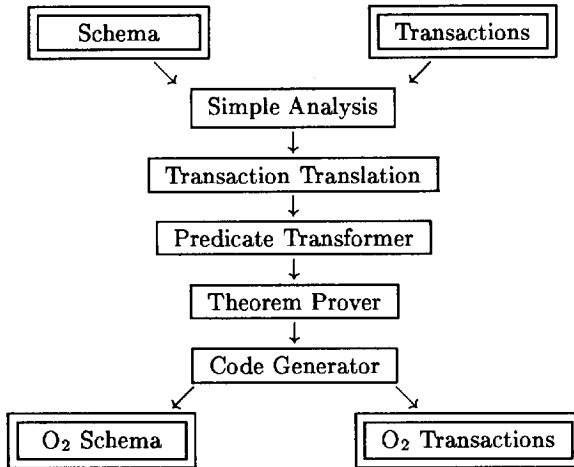 Schema
Transactions
Simple Analysis
Transaction Translation
Predicate Transformer
Theorem Prover
Code Generator
O₂ Schema
O₂ Transactions